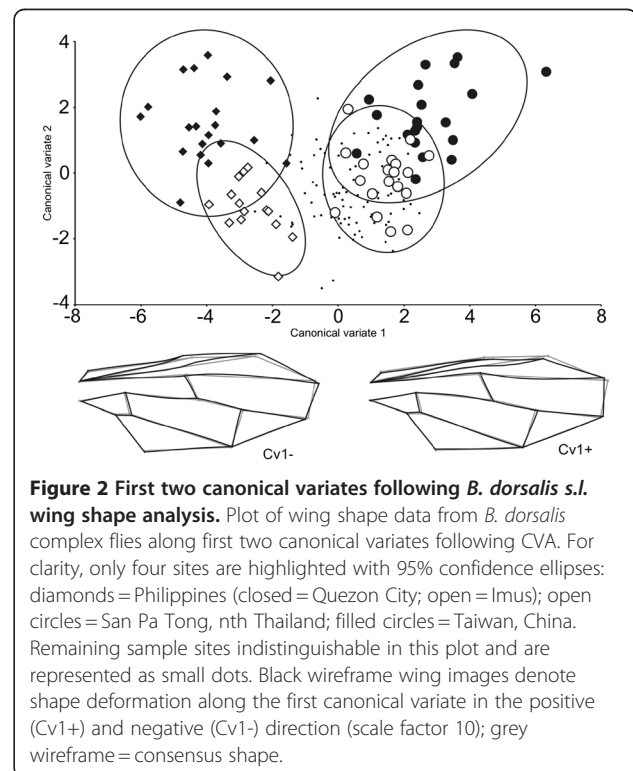 4
2
0
-2
-4
Canonical variate 2
-8
-6
-4
-2
0
2
4
6
8
Canonical variate 1
Cv1-
Cv1+
Figure 2 First two canonical variates following B. dorsalis s.l.
wing shape analysis. Plot of wing shape data from B. dorsalis
complex flies along first two canonical variates following CVA. For
clarity, only four sites are highlighted with 95% confidence ellipses:
diamonds = Philippines (closed = Quezon City; open = Imus); open
circles = San Pa Tong, nth Thailand; filled circles = Taiwan, China.
Remaining sample sites indistinguishable in this plot and are
represented as small dots. Black wireframe wing images denote
shape deformation along the first canonical variate in the positive
(Cv1+) and negative (Cv1-) direction (scale factor 10); grey
wireframe = consensus shape.